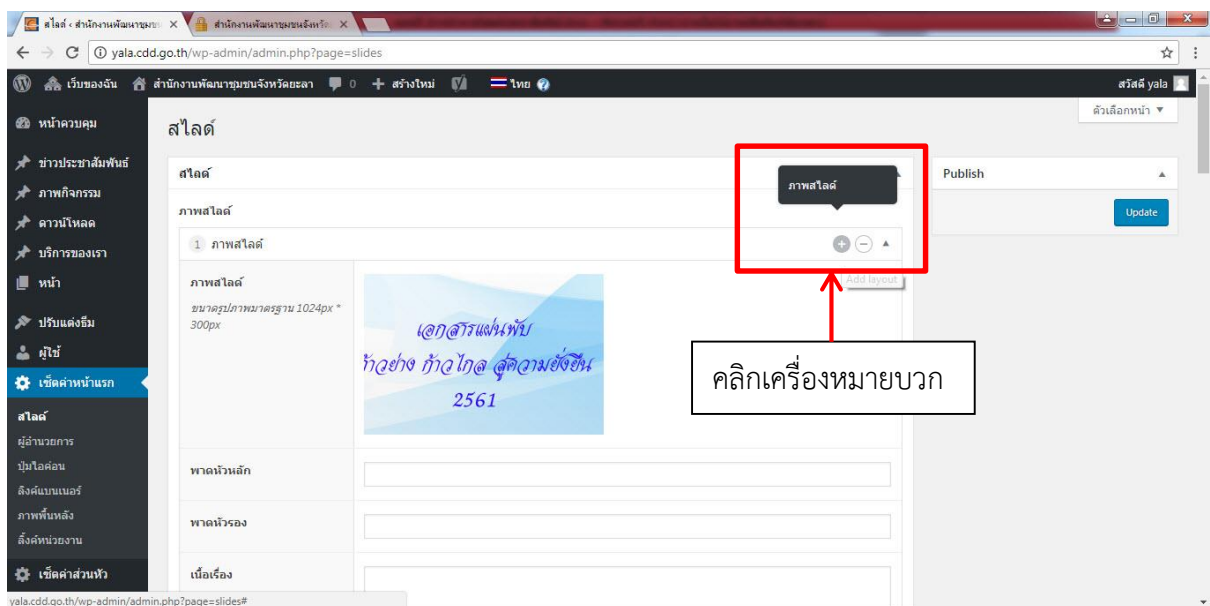 สไลด์ ‹ สำนักงานพัฒนาชุมชน
สำนักงานพัฒนาชุมชนจังหวัด
yala.cdd.go.th/wp-admin/admin.php?page=slides
เว็บของฉัน สำนักงานพัฒนาชุมชนจังหวัดยะลา 0 + สร้างใหม่ ไทย สวัสดี yala
ตัวเลือกหน้า ▼
หน้าควบคุม
ข่าวประชาสัมพันธ์
ภาพกิจกรรม
ดาวน์โหลด
บริการของเรา
หน้า
ปรับแต่งธีม
ผู้ใช้
เซ็ตค่าหน้าแรก
สไลด์
ผู้อำนวยการ
ปุ่มไอค่อน
ลิงค์แบนเนอร์
ภาพพื้นหลัง
ลิ้งค์หน่วยงาน
เซ็ตค่าส่วนหัว
สไลด์
สไลด์
ภาพสไลด์
ภาพสไลด์
1 ภาพสไลด์
Add layout
ภาพสไลด์
ขนาดรูปภาพมาตรฐาน 1024px *
300px
เอกสารแผ่นพับ
ก้าวอย่าง ก้าวไกล สู่ความยั่งยืน
2561
คลิกเครื่องหมายบวก
พาดหัวหลัก
พาดหัวรอง
เนื้อเรื่อง
Publish
Update
yala.cdd.go.th/wp-admin/admin.php?page=slides#